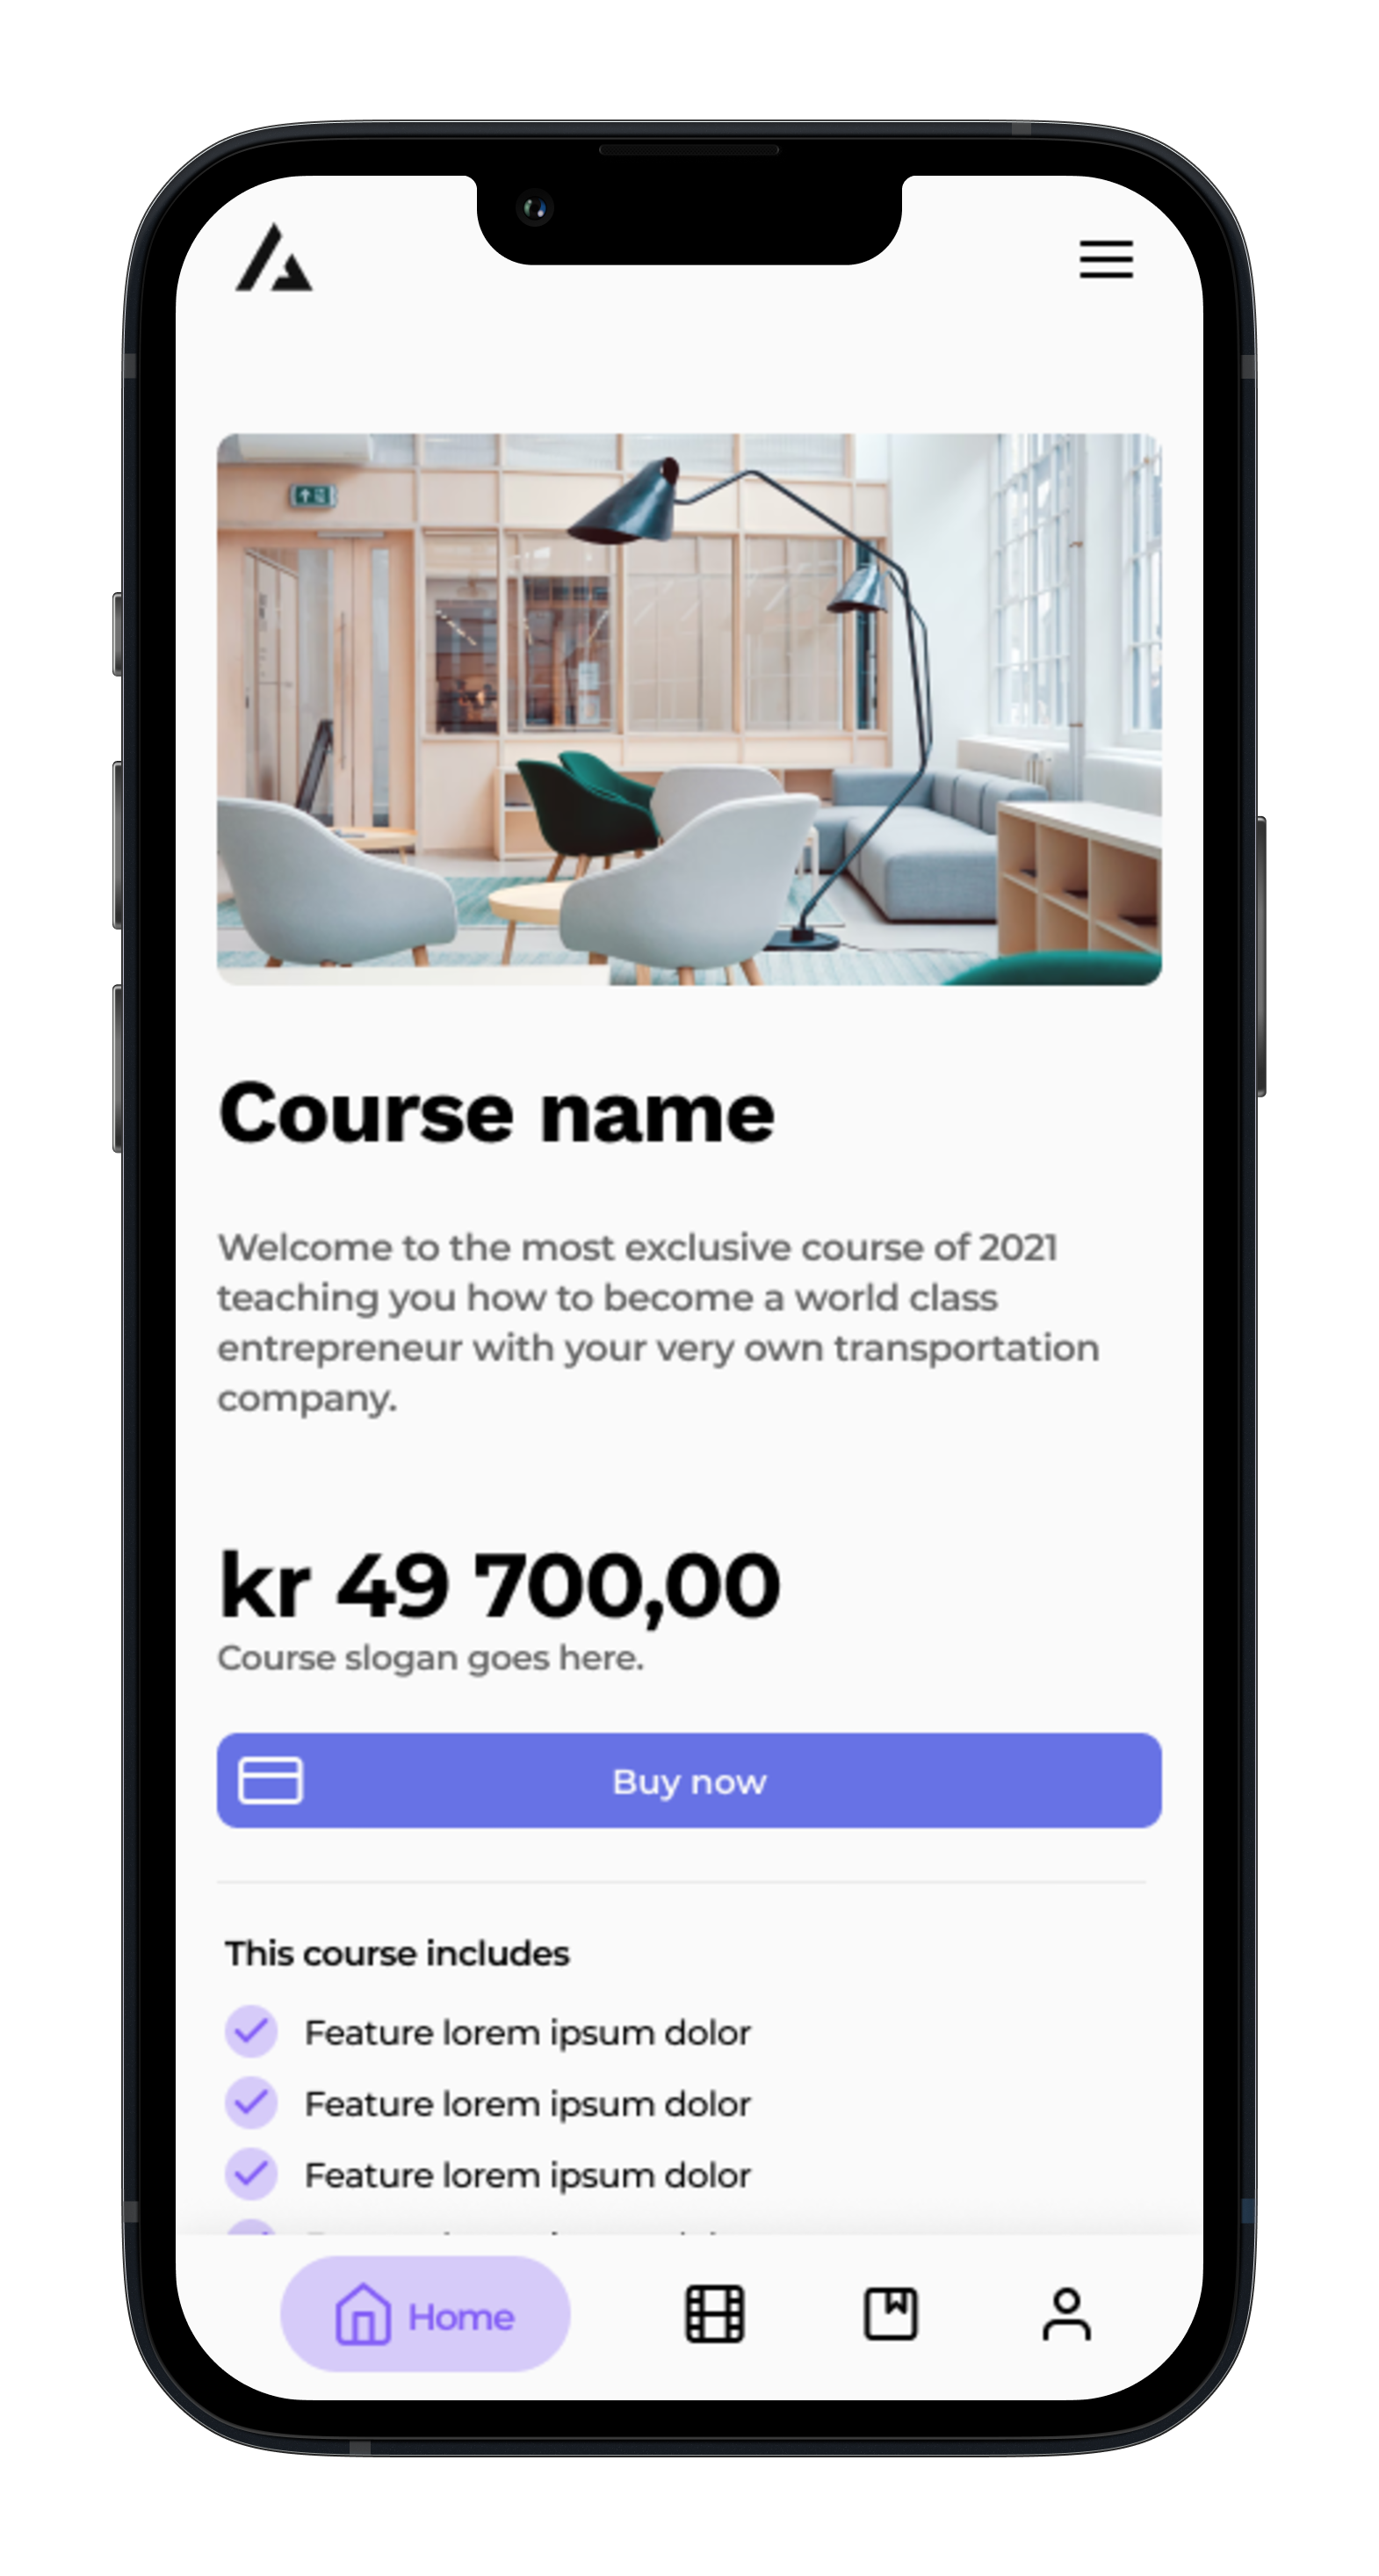 Course name
Welcome to the most exclusive course of 2021
teaching you how to become a world class
entrepreneur with your very own transportation
company.
kr 49 700,00
Course slogan goes here.
Buy now
This course includes
Feature lorem ipsum dolor
Feature lorem ipsum dolor
Feature lorem ipsum dolor
Home